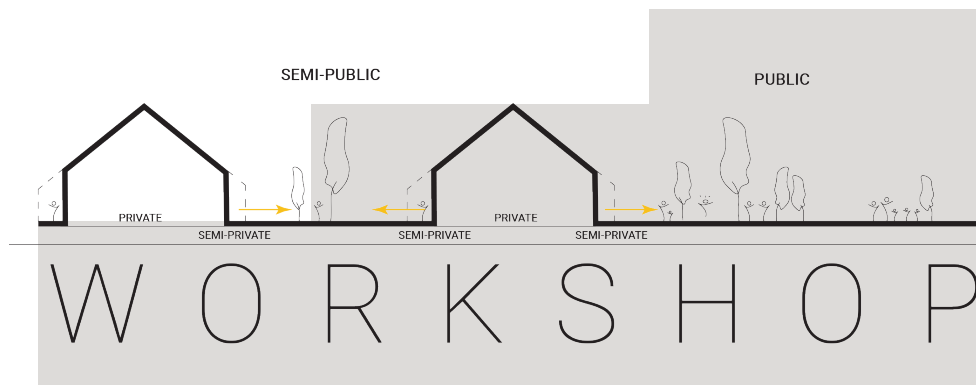 SEMI-PUBLIC
PUBLIC
PRIVATE PRIVATE
SEMI-PRIVATE SEMI-PRIVATE SEMI-PRIVATE
WORKSHOP